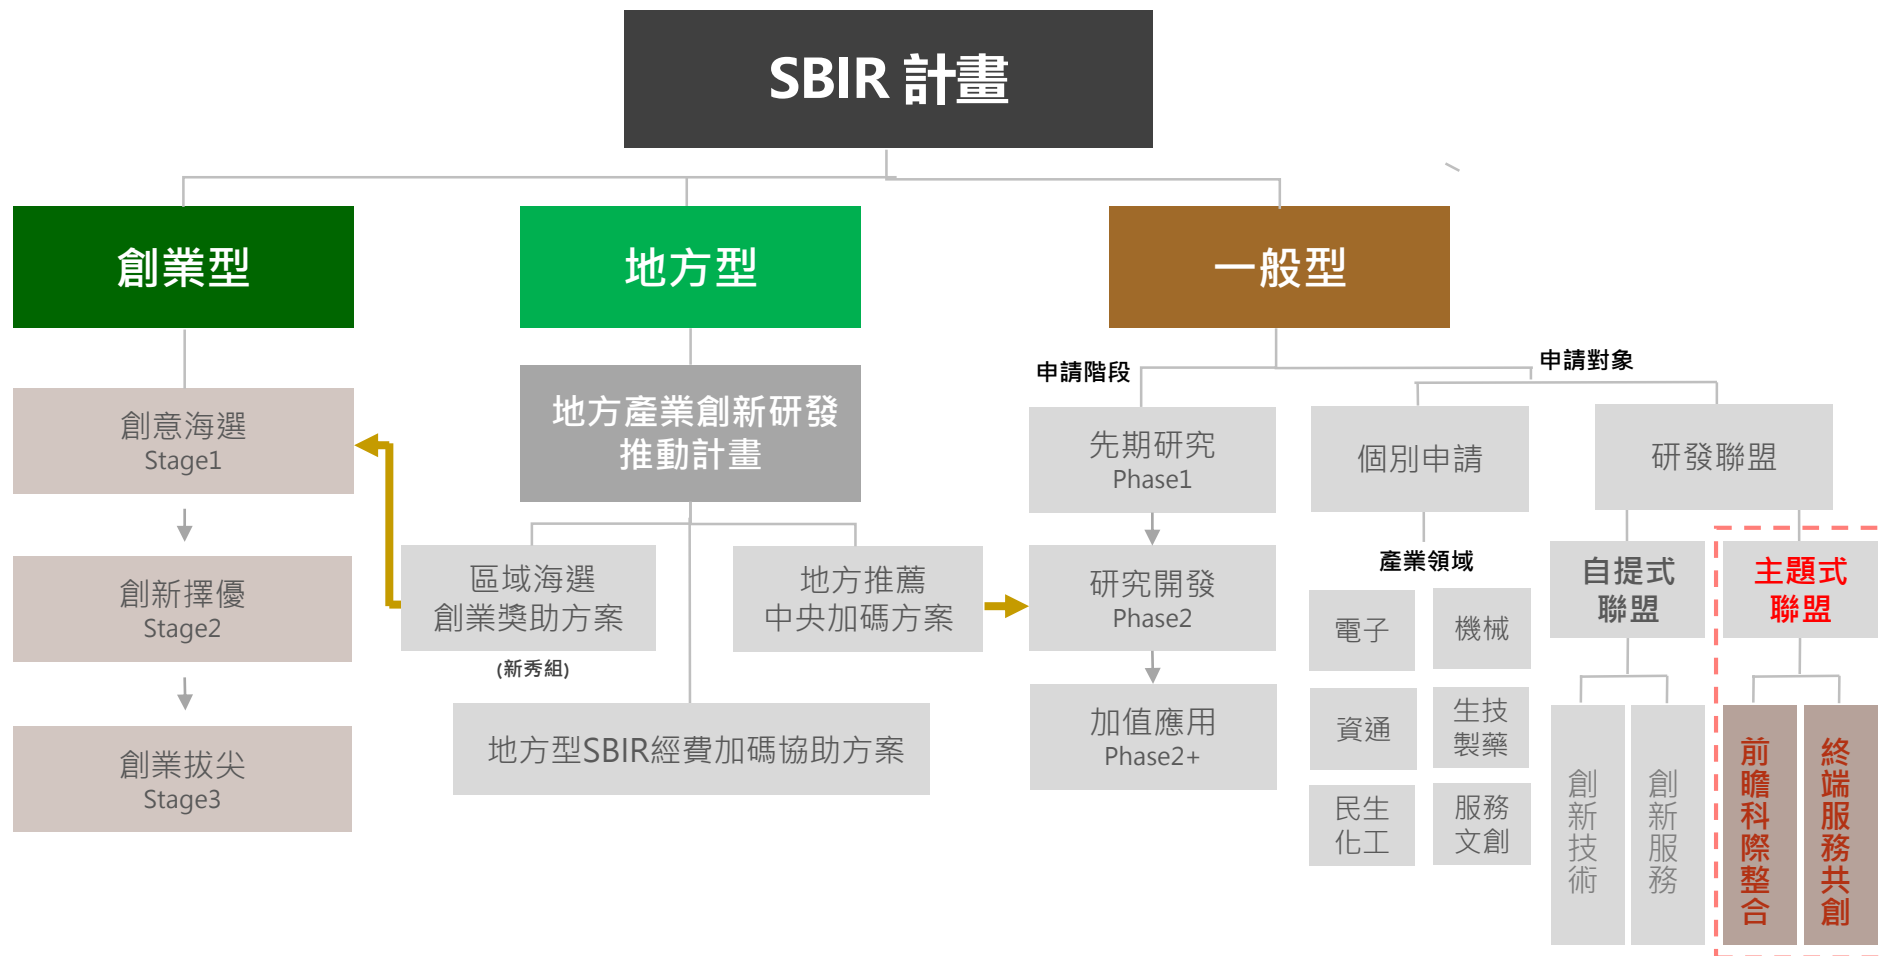 SBIR 計畫
創業型
地方型
一般型
創意海選
Stage1
創新擇優
Stage2
創業拔尖
Stage3
地方產業創新研發
推動計畫
區域海選
創業獎助方案
(新秀組)
地方推薦
中央加碼方案
地方型SBIR經費加碼協助方案
申請階段
先期研究
Phase1
研究開發
Phase2
加值應用
Phase2+
申請對象
個別申請
產業領域
電子
機械
資通
生技
製藥
民生
化工
服務
文創
研發聯盟
自提式
聯盟
創新技術
創新服務
主題式
聯盟
前瞻科際整合
終端服務共創